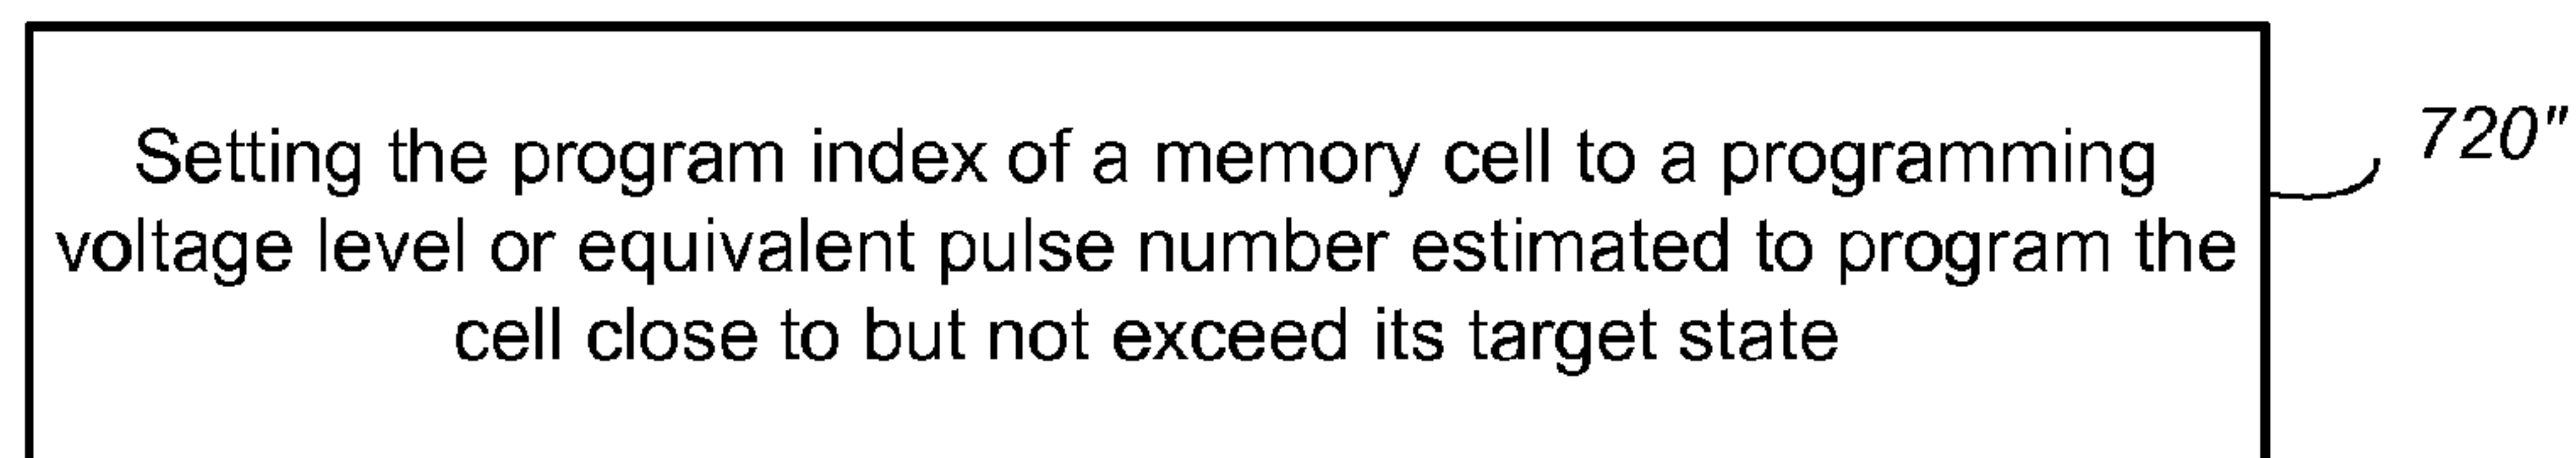 Setting the program index of a memory cell to a programming
voltage level or equivalent pulse number estimated to program the
cell close to but not exceed its target state
720"